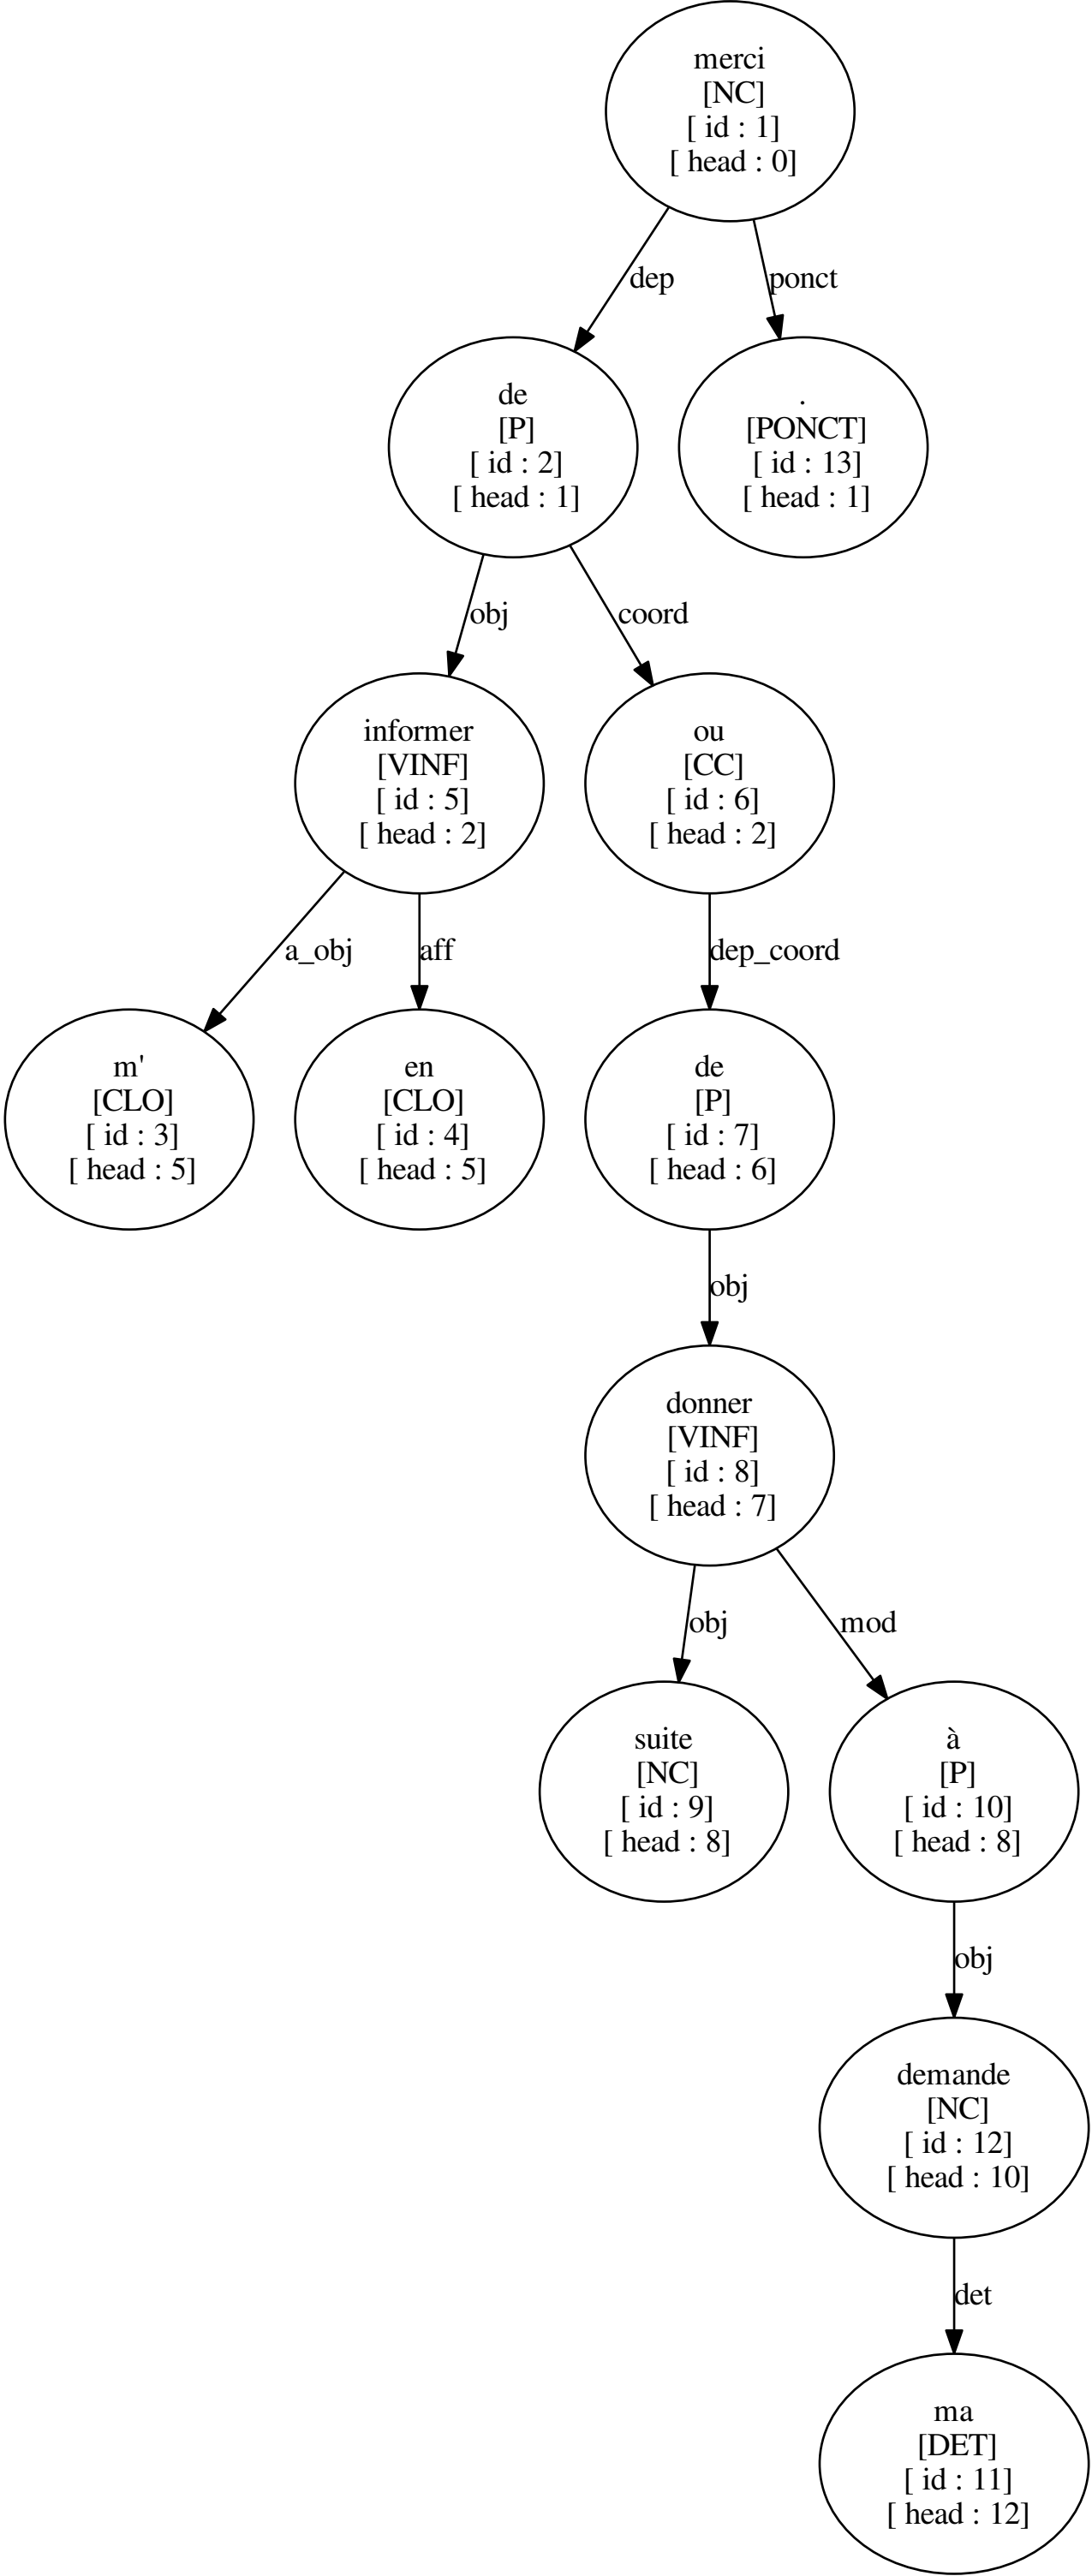 merci
[NC]
[ id : 1]
[ head : 0]
dep
ponct
de
[P]
[ id : 2]
[ head : 1]
.
[PONCT]
[ id : 13]
[ head : 1]
obj
coord
informer
[VINF]
[ id : 5]
[ head : 2]
ou
[CC]
[ id : 6]
[ head : 2]
a_obj
aff
dep_coord
m'
[CLO]
[ id : 3]
[ head : 5]
en
[CLO]
[ id : 4]
[ head : 5]
de
[P]
[ id : 7]
[ head : 6]
obj
donner
[VINF]
[ id : 8]
[ head : 7]
obj
mod
suite
[NC]
[ id : 9]
[ head : 8]
à
[P]
[ id : 10]
[ head : 8]
obj
demande
[NC]
[ id : 12]
[ head : 10]
det
ma
[DET]
[ id : 11]
[ head : 12]